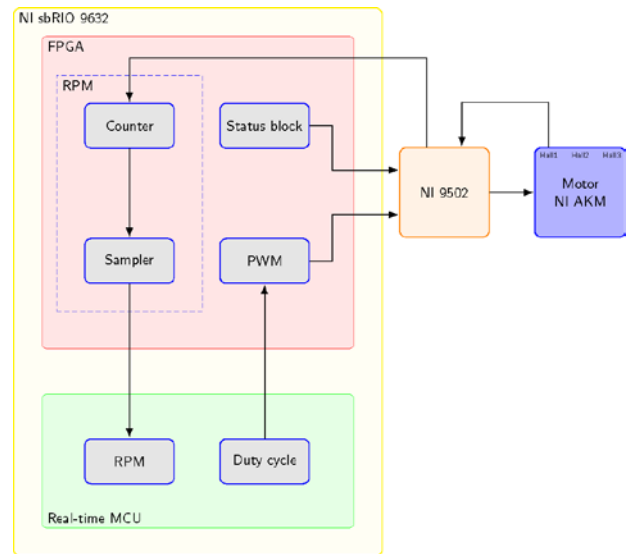 NI sbRIO 9632
FPGA
RPM
Counter
Status block
Hall1 Hall2 Hall3
NI 9502
Motor
NI AKM
Sampler
PWM
RPM
Duty cycle
Real-time MCU